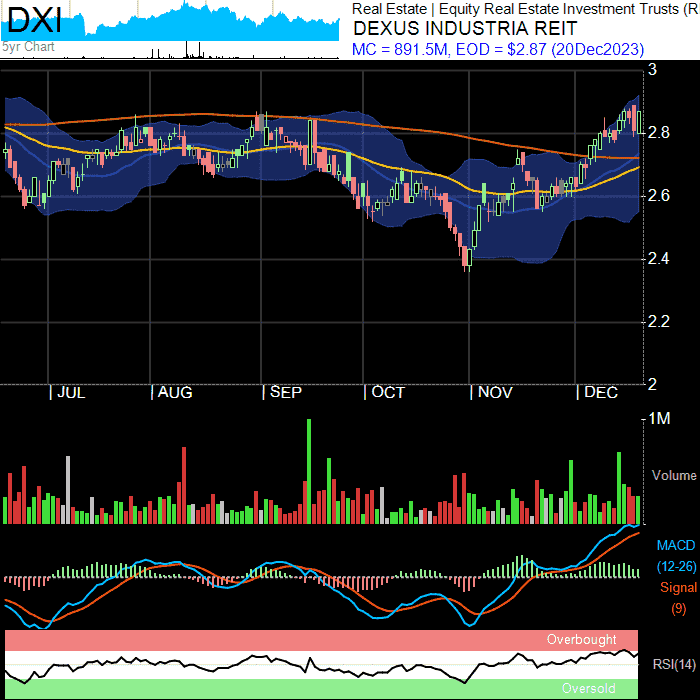 DXI
5yr Chart
Real Estate | Equity Real Estate Investment Trusts (R
DEXUS INDUSTRIA REIT
MC = 891.5M, EOD = $2.87 (20Dec2023)
3
2.8
2.6
2.4
2.2
2
| JUL | AUG | SEP | OCT | NOV | DEC
1M
Volume
MACD
(12-26)
Signal
(9)
Overbought
RSI(14)
Oversold